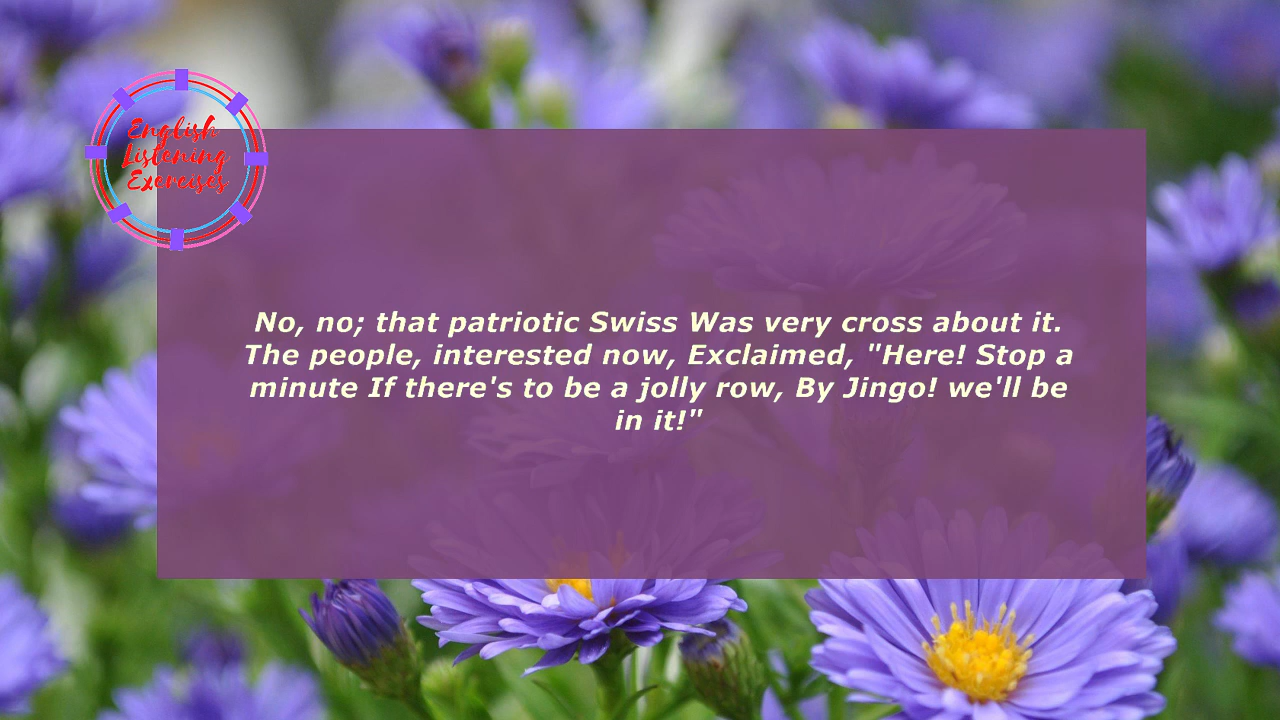 English
Listening
Exercises
No, no; that patriotic Swiss Was very cross about it.
The people, interested now, Exclaimed, "Here! Stop a
minute If there's to be a jolly row, By Jingo! we'll be
in it!"